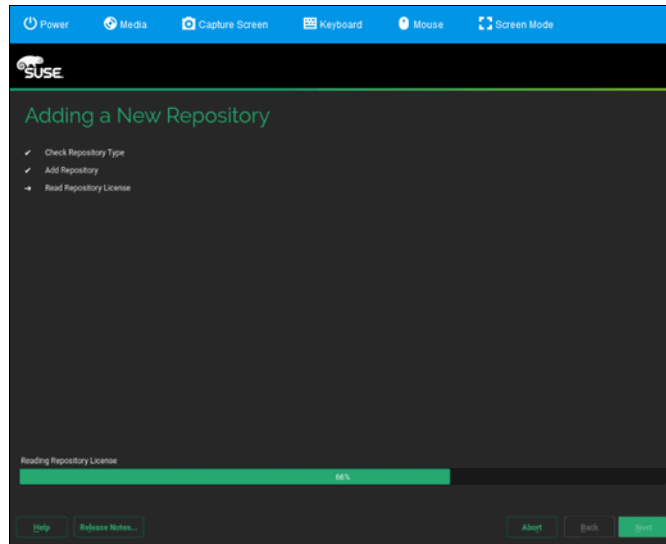 Power Media Capture Screen Keyboard Mouse Screen Mode
SUSE
Adding a New Repository
Check Repository Type
Add Repository
Read Repository License
Reading Repository License
66%
Help Release Notes... Abort Back Next